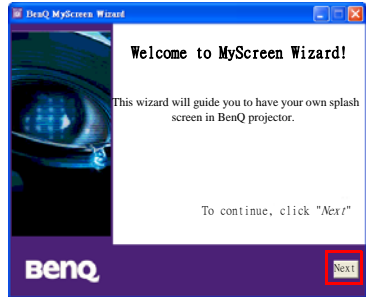 BenQ MyScreen Wizard
Welcome to MyScreen Wizard!
This wizard will guide you to have your own splash
screen in BenQ projector.
To continue, click "Next"
BenQ
Next